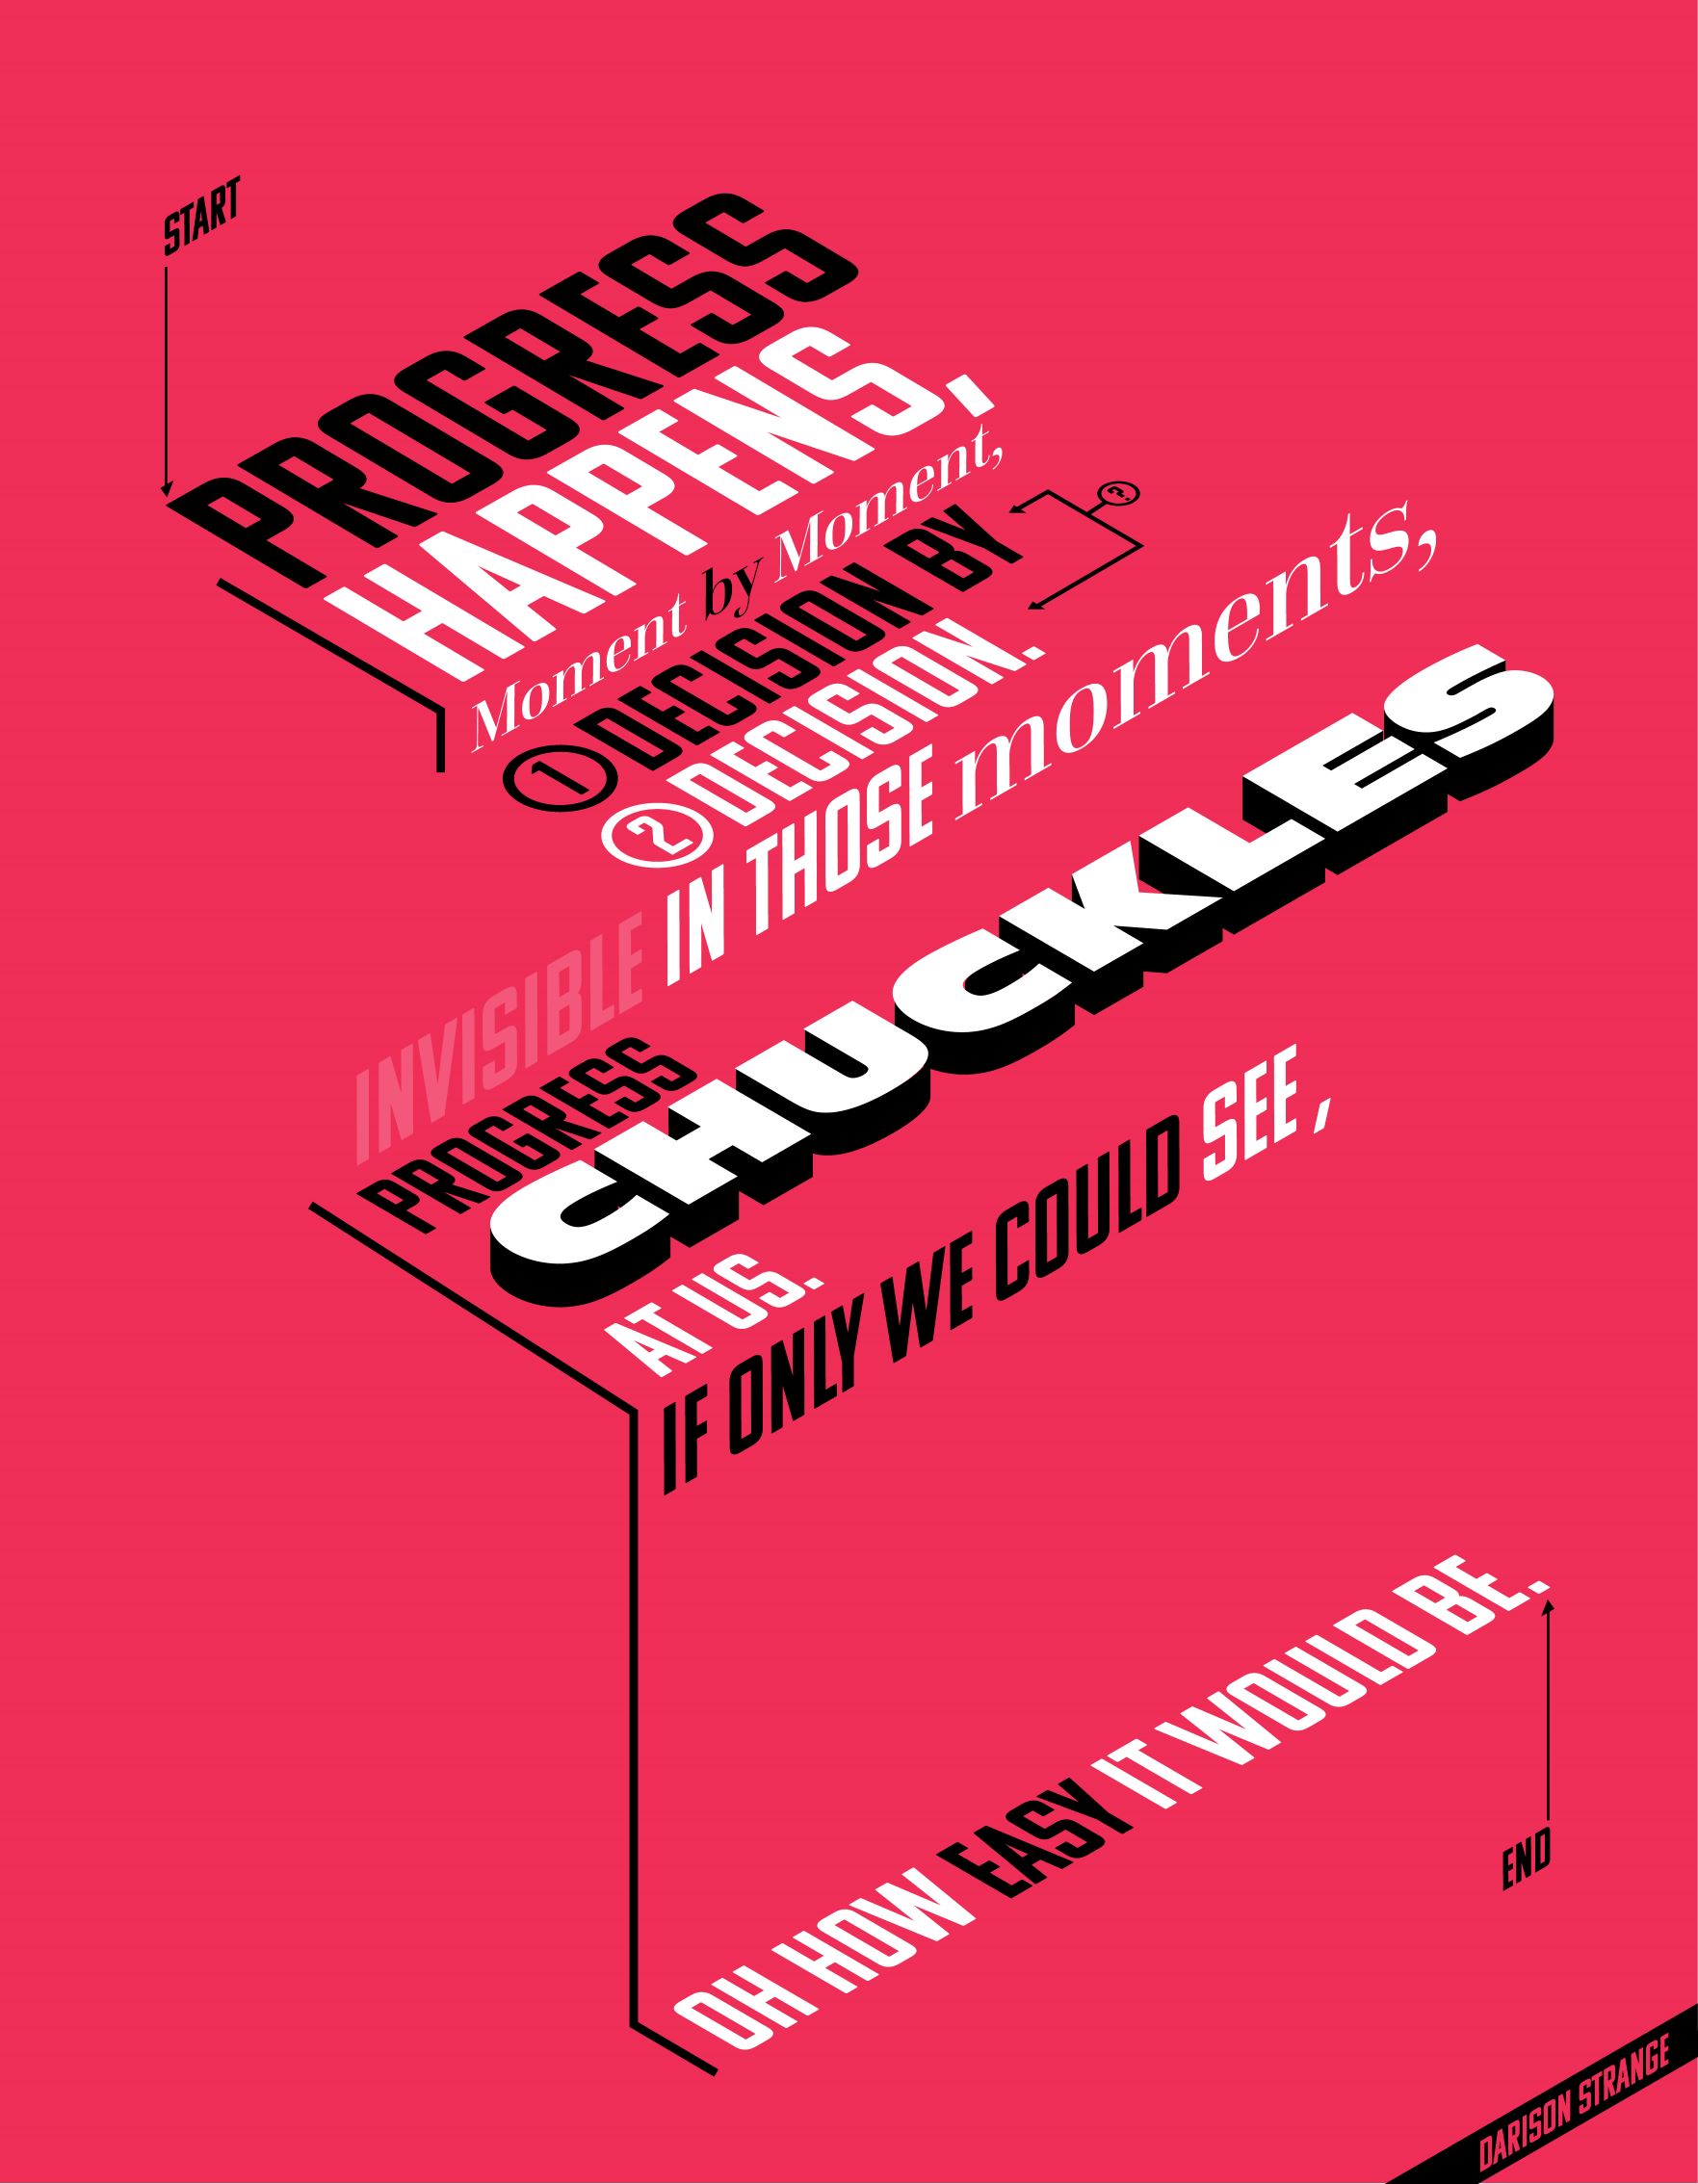 START
PROGRESS
HAPPENS,
Moment by Moment,
① DECISION BY
?
② DECISION.
IN THOSE moments,
INVISIBLE
PROGRESS
CHUCKLES
AT US.
IF ONLY WE COULD SEE,
OH HOW EASY IT WOULD BE.
END
DARISON STRANGE